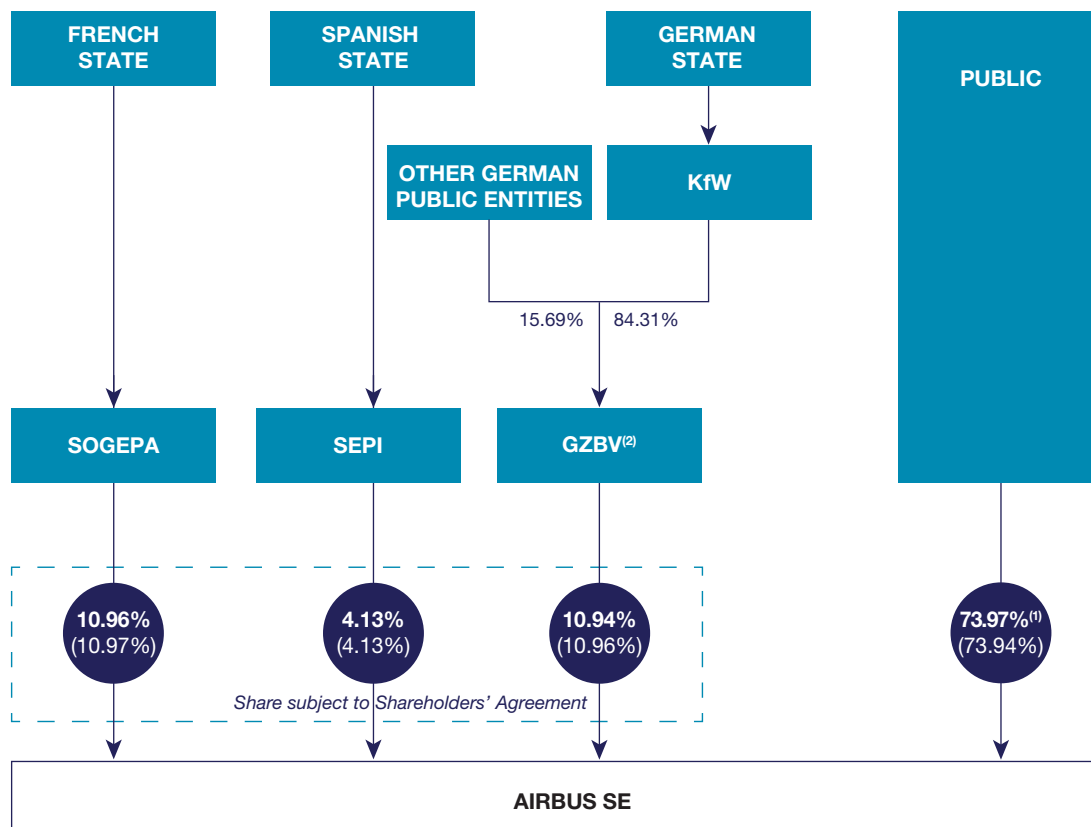 FRENCH
STATE
SPANISH
STATE
GERMAN
STATE
PUBLIC
OTHER GERMAN
PUBLIC ENTITIES
KfW
15.69%
84.31%
SOGEPA
SEPI
GZBV(2)
10.96%
(10.97%)
4.13%
(4.13%)
10.94%
(10.96%)
73.97%(1)
(73.94%)
Share subject to Shareholders' Agreement
AIRBUS SE